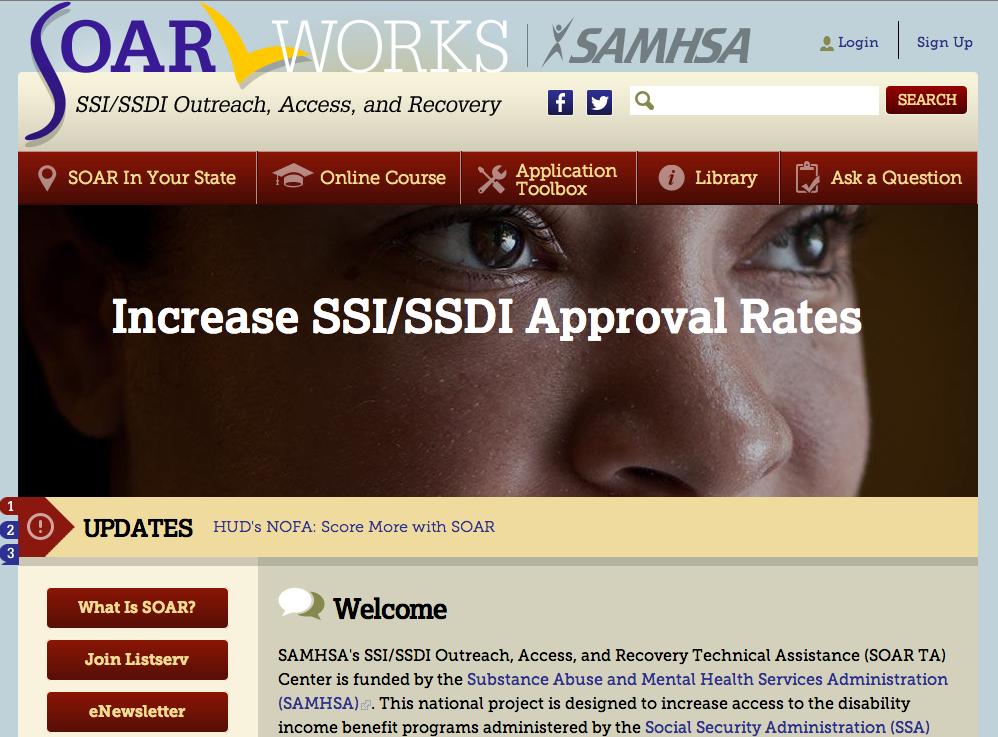 SOAR WORKS
SAMHSA
Login
Sign Up
SSI/SSDI Outreach, Access, and Recovery
f
SEARCH
SOAR In Your State
Online Course
Application
Toolbox
i
Library
Ask a Question
Increase SSI/SSDI Approval Rates
1
2
3
!
UPDATES
HUD's NOFA: Score More with SOAR
What Is SOAR?
Join Listserv
eNewsletter
Welcome
SAMHSA's SSI/SSDI Outreach, Access, and Recovery Technical Assistance (SOAR TA)
Center is funded by the Substance Abuse and Mental Health Services Administration
(SAMHSA). This national project is designed to increase access to the disability
income benefit programs administered by the Social Security Administration (SSA)